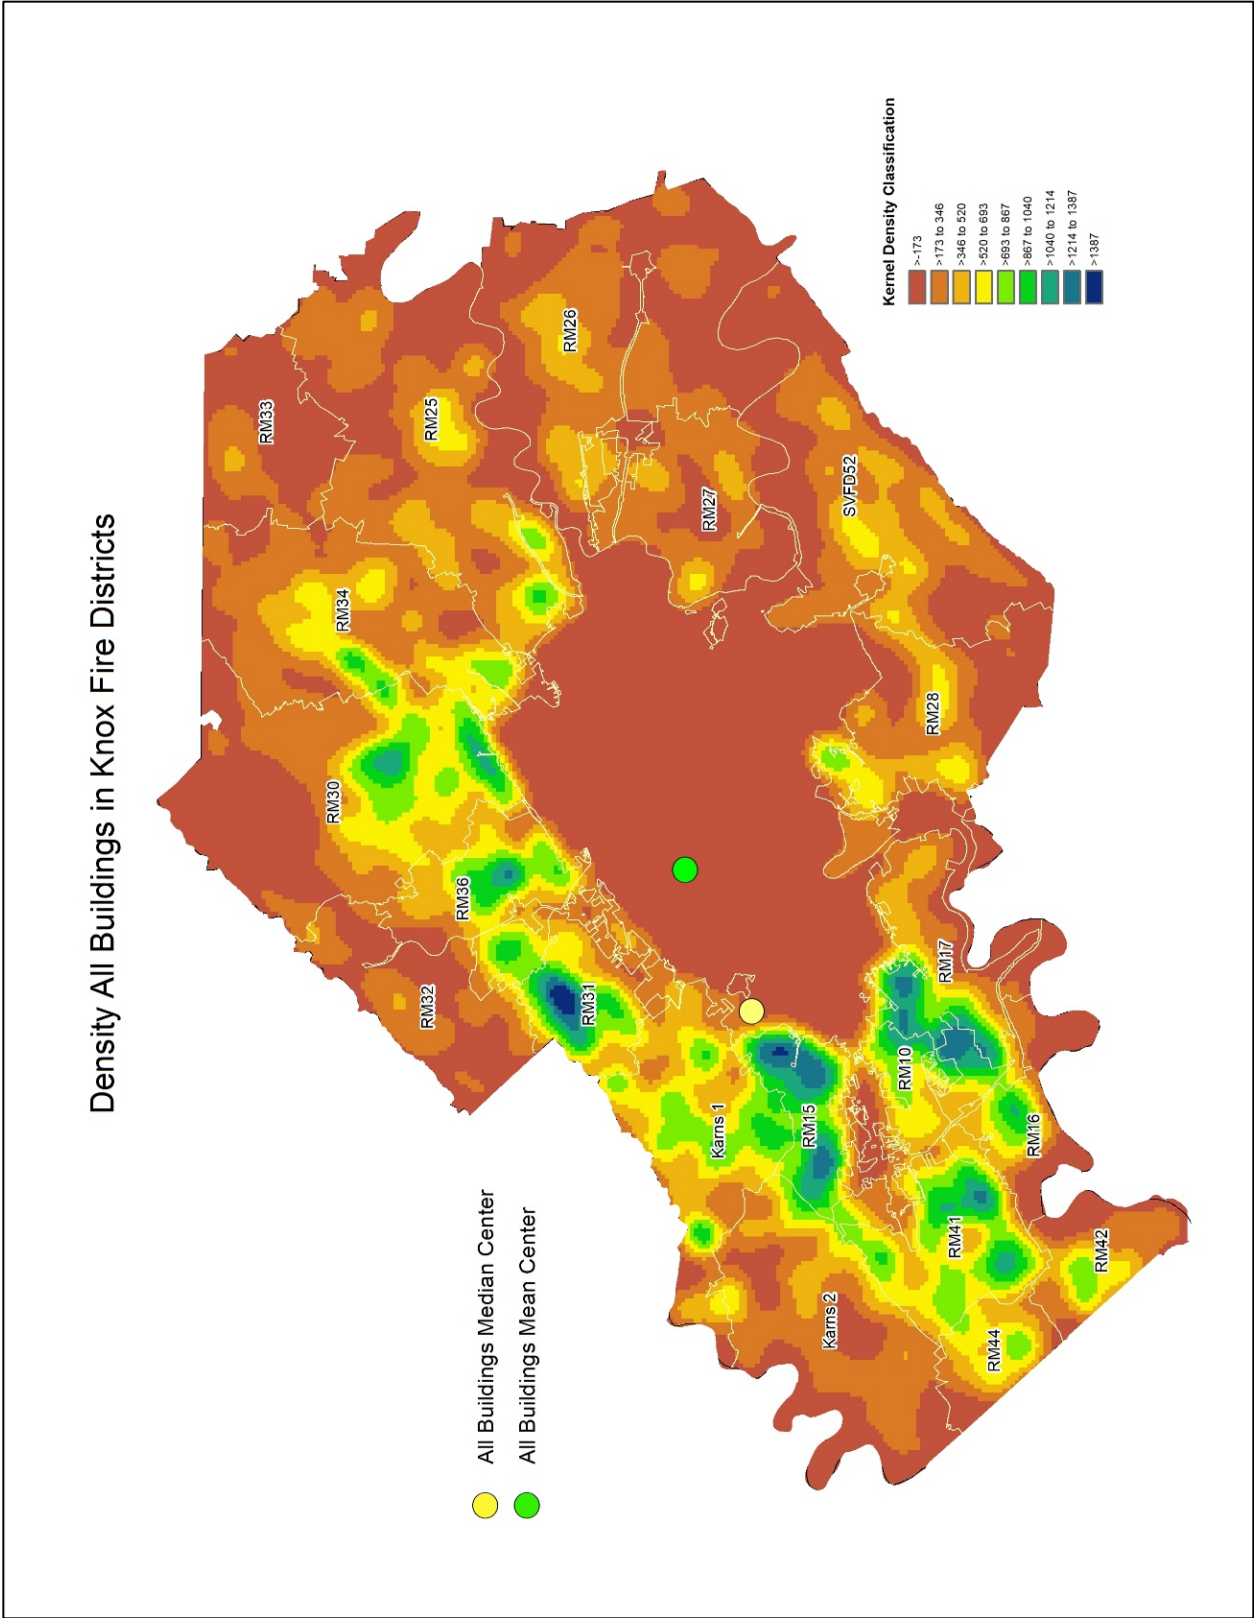 Density All Buildings in Knox Fire Districts
RM33
RM34
RM25
RM30
RM26
RM36
RM32
RM27
RM31
SVFD52
RM28
RM17
RM10
Karns 1
RM15
RM16
RM41
RM42
Karns 2
RM44
All Buildings Median Center
All Buildings Mean Center
Kernel Density Classification
>-173
>173 to 346
>346 to 520
>520 to 693
>693 to 867
>867 to 1040
>1040 to 1214
>1214 to 1387
>1387